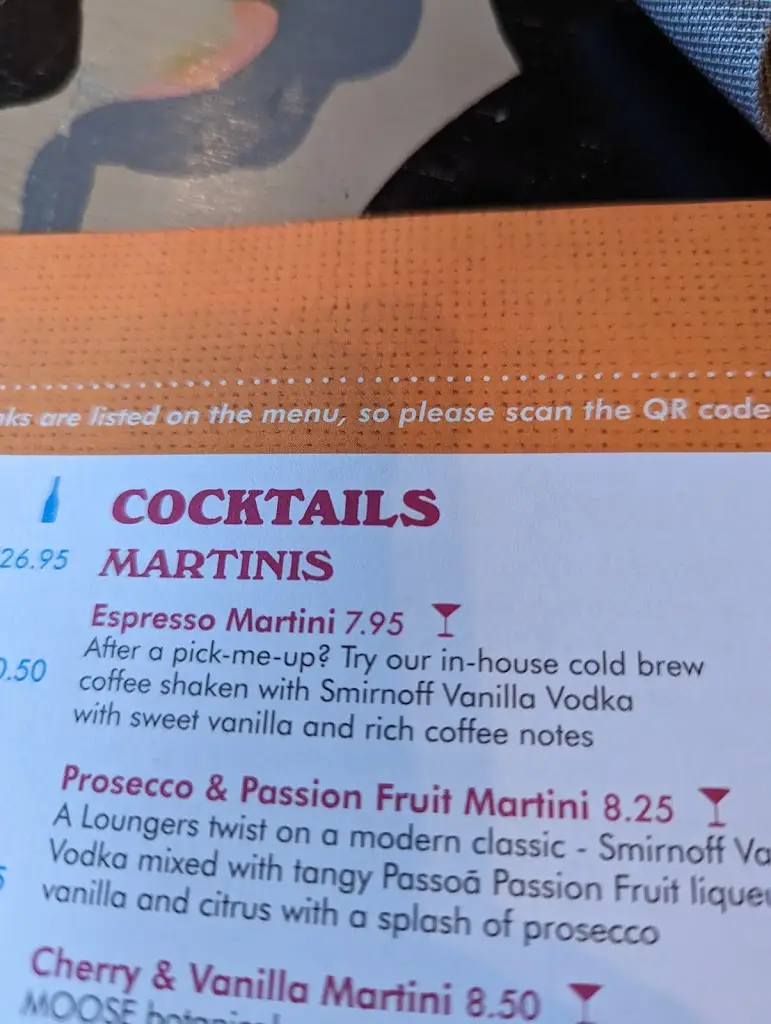 are listed on the menu, so please scan the QR code
COCKTAILS
26.95
MARTINIS
Espresso Martini 7.95
After a pick-me-up? Try our in-house cold brew
.50
coffee shaken with Smirnoff Vanilla Vodka
with sweet vanilla and rich coffee notes
Prosecco & Passion Fruit Martini 8.25
A Loungers twist on a modern classic - Smirnoff
Vodka mixed with tangy Passoã Passion Fruit
vanilla and citrus with a splash of prosecco
Cherry & Vanilla Martini 8.50
MOOSE botanical